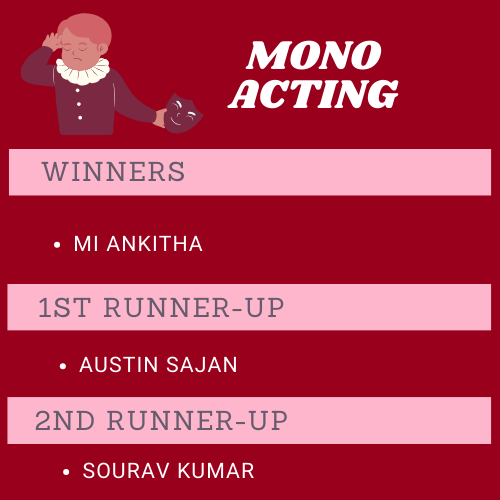 MONO
ACTING
WINNERS
• MI ANKITHA
1ST RUNNER-UP
• AUSTIN SAJAN
2ND RUNNER-UP
• SOURAV KUMAR